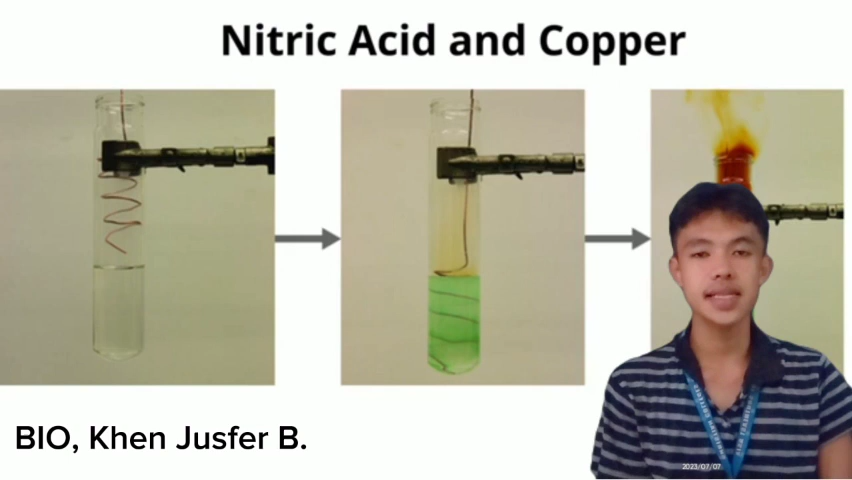 Nitric Acid and Copper
BIO, Khen Jusfer B.
2023/07/07